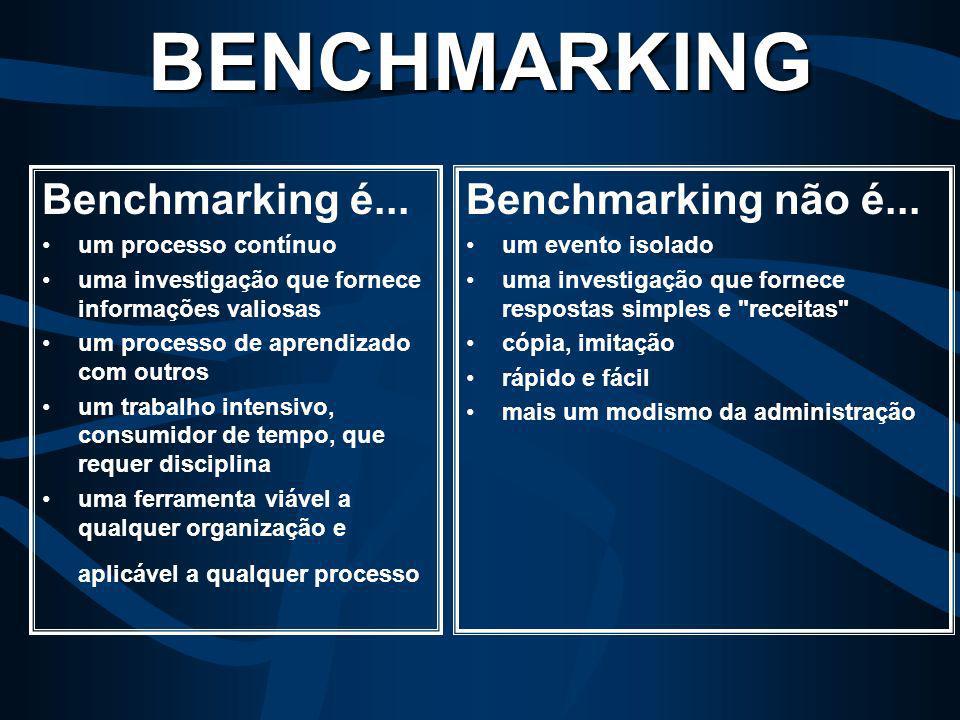 BENCHMARKING
Benchmarking é...
• um processo contínuo
• uma investigação que fornece
informações valiosas
• um processo de aprendizado
com outros
• um trabalho intensivo,
consumidor de tempo, que
requer disciplina
• uma ferramenta viável a
qualquer organização e
aplicável a qualquer processo
Benchmarking não é...
• um evento isolado
• uma investigação que fornece
respostas simples e "receitas"
• cópia, imitação
• rápido e fácil
• mais um modismo da administração